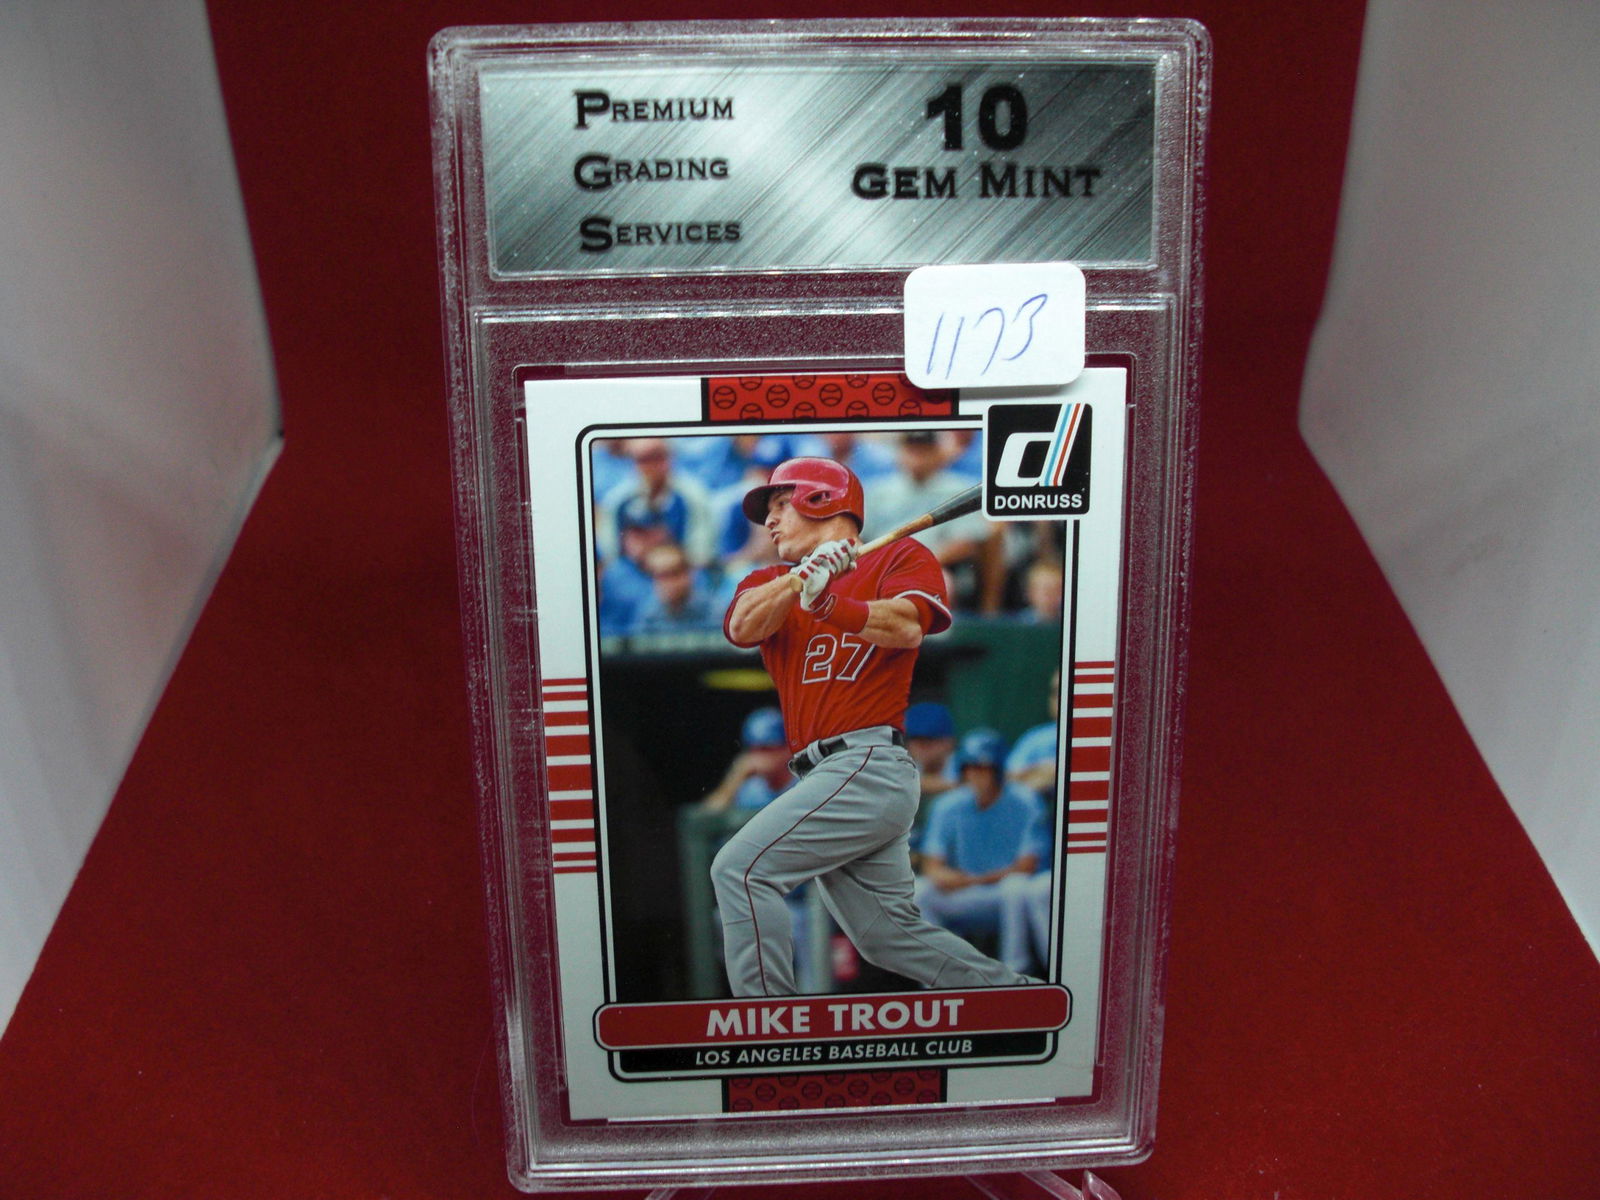 PREMIUM
GRADING
SERVICES
10
GEM MINT
1173
d
DONRUSS
27
MIKE TROUT
LOS ANGELES BASEBALL CLUB